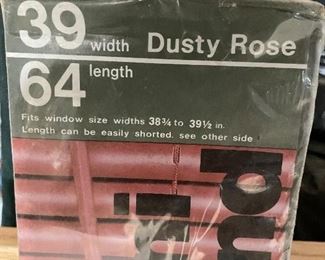 39 width Dusty Rose
64 length
Fits window size widths 38¾ to 39½ in.
Length can be easily shorted. see other side